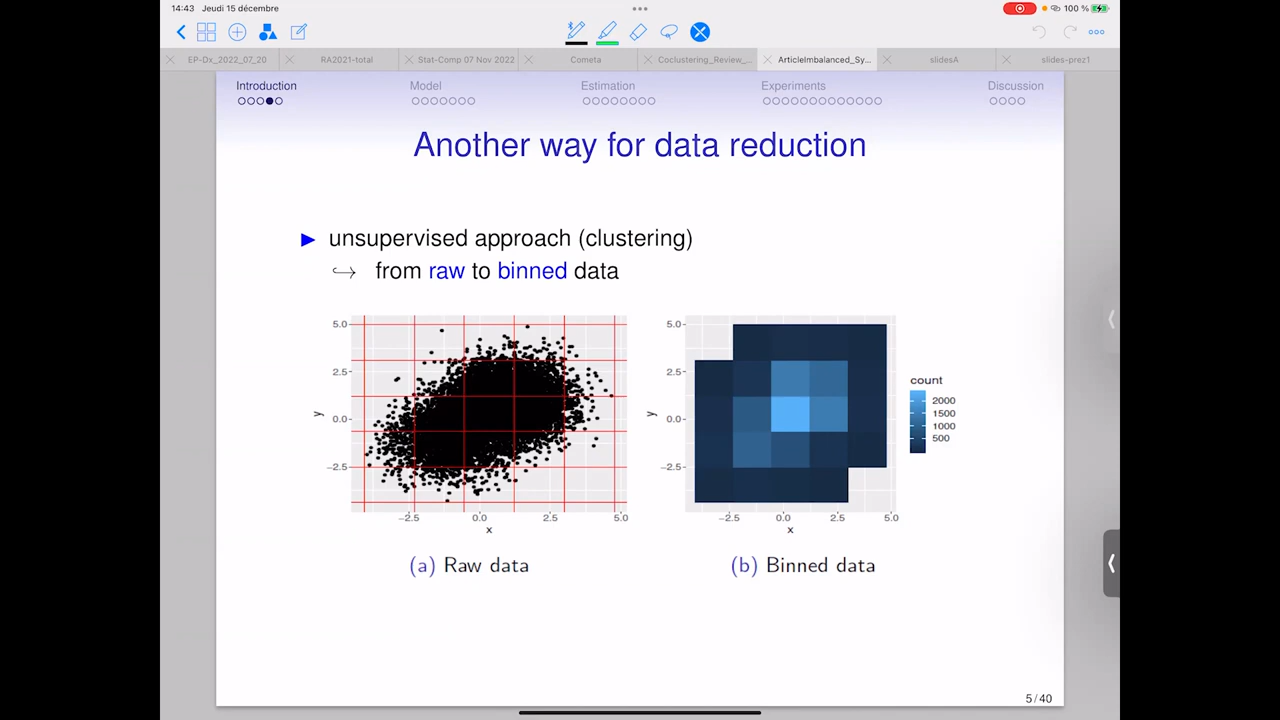 14:43 Jeudi 15 décembre
100 %
EP-Dx_2022_07_20
RA2021-total
Stat-Comp 07 Nov 2022
Cometa
Coclustering_Review_...
ArticleImbalanced_Sy...
slidesA
slides-prez1
Introduction
Model
Estimation
Experiments
Discussion
Another way for data reduction
unsupervised approach (clustering)
from raw to binned data
5.0
2.5
0.0
−2.5
y
−2.5 0.0 2.5 5.0
x
5.0
2.5
0.0
−2.5
y
−2.5 0.0 2.5 5.0
x
count
2000
1500
1000
500
(a) Raw data
(b) Binned data
5 / 40